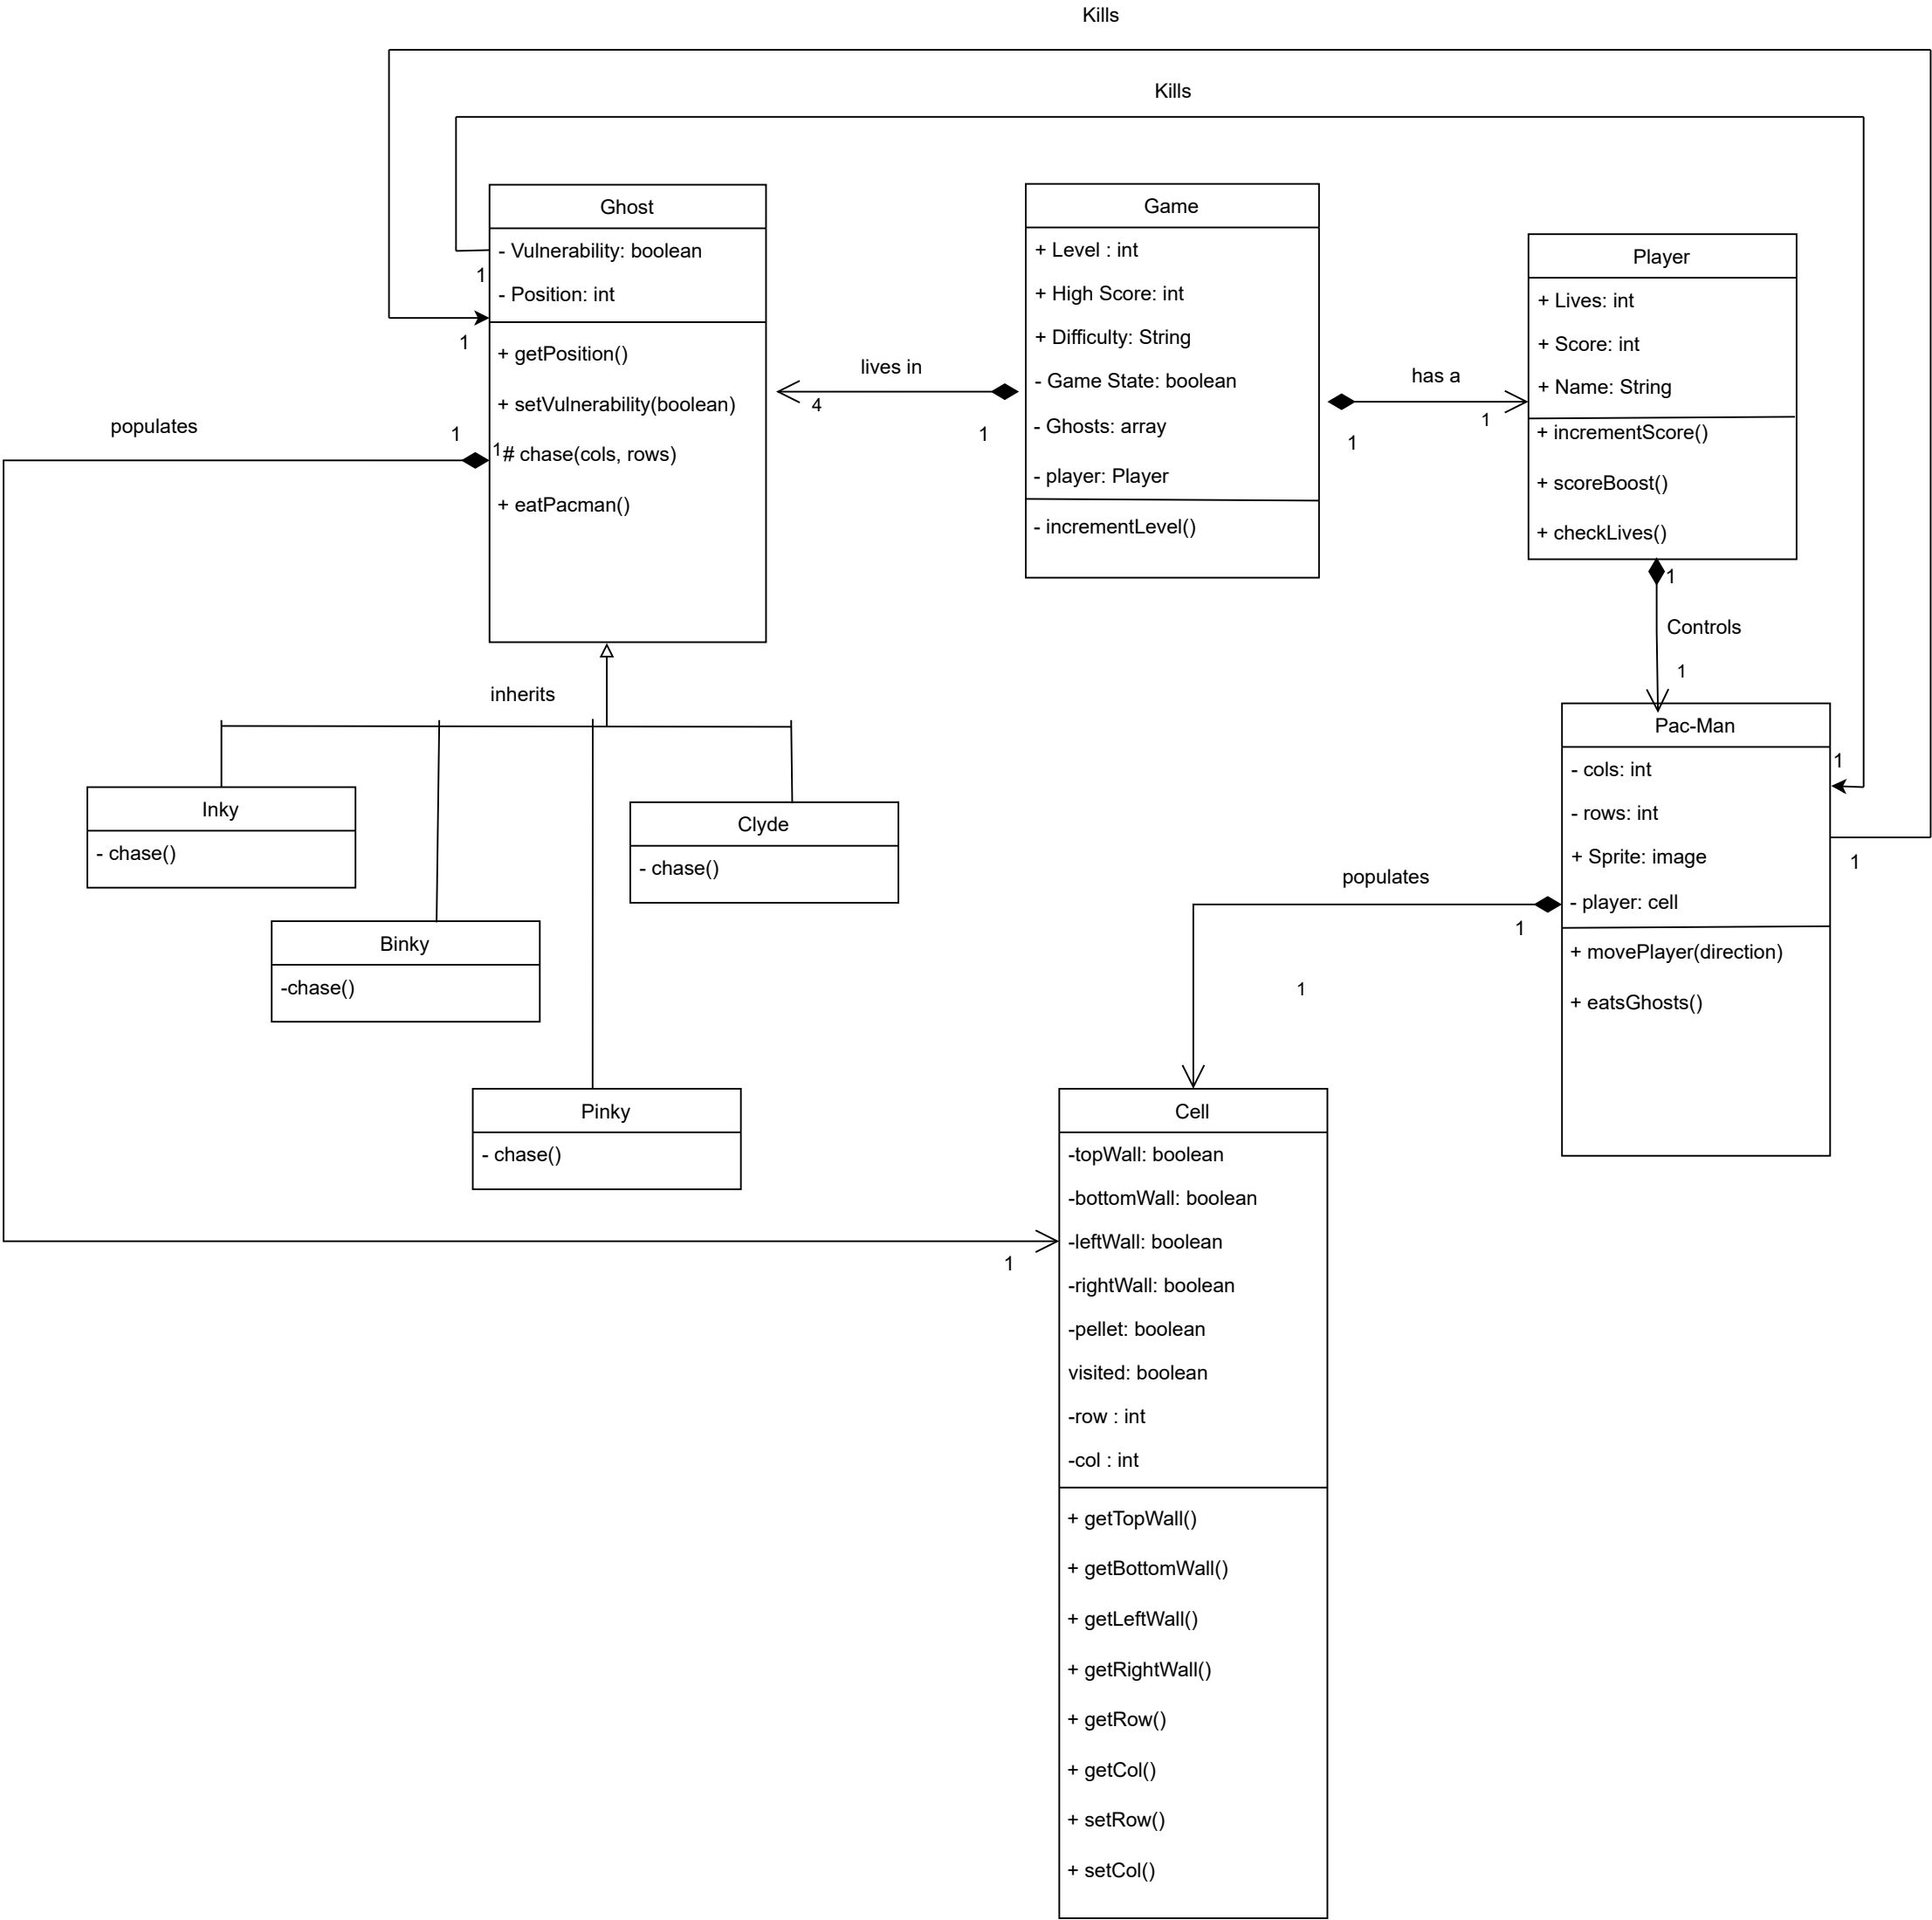 Kills
Kills
Ghost
- Vulnerability: boolean
- Position: int
+ getPosition()
+ setVulnerability(boolean)
# chase(cols, rows)
+ eatPacman()
1
1
1
1
populates
lives in
4
1
Game
+ Level : int
+ High Score: int
+ Difficulty: String
- Game State: boolean
- Ghosts: array
- player: Player
- incrementLevel()
has a
1
1
Player
+ Lives: int
+ Score: int
+ Name: String
+ incrementScore()
+ scoreBoost()
+ checkLives()
1
Controls
1
inherits
Inky
- chase()
Binky
-chase()
Clyde
- chase()
Pinky
- chase()
Pac-Man
- cols: int
- rows: int
+ Sprite: image
- player: cell
+ movePlayer(direction)
+ eatsGhosts()
1
1
populates
1
1
1
Cell
-topWall: boolean
-bottomWall: boolean
-leftWall: boolean
-rightWall: boolean
-pellet: boolean
visited: boolean
-row : int
-col : int
+ getTopWall()
+ getBottomWall()
+ getLeftWall()
+ getRightWall()
+ getRow()
+ getCol()
+ setRow()
+ setCol()